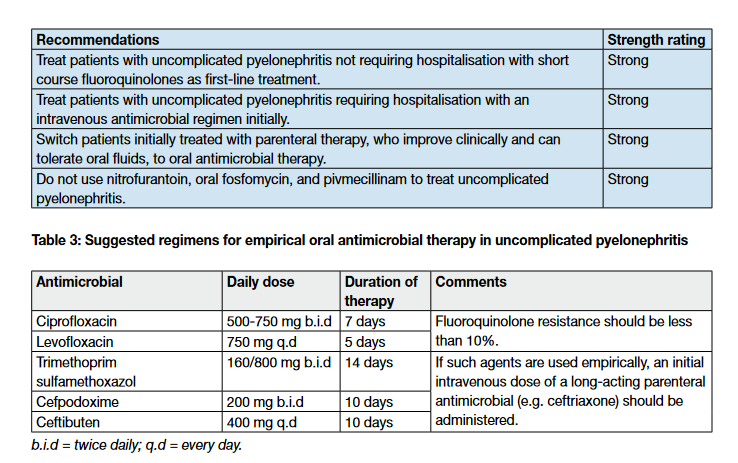 Recommendations Strength rating
Treat patients with uncomplicated pyelonephritis not requiring hospitalisation with short Strong
course fluoroquinolones as first-line treatment.
Treat patients with uncomplicated pyelonephritis requiring hospitalisation with an Strong
intravenous antimicrobial regimen initially.
Switch patients initially treated with parenteral therapy, who improve clinically and can Strong
tolerate oral fluids, to oral antimicrobial therapy.
Do not use nitrofurantoin, oral fosfomycin, and pivmecillinam to treat uncomplicated Strong
pyelonephritis.
Table 3: Suggested regimens for empirical oral antimicrobial therapy in uncomplicated pyelonephritis
Antimicrobial Daily dose Duration of Comments
therapy
Ciprofloxacin 500-750 mg b.i.d 7 days Fluoroquinolone resistance should be less
Levofloxacin 750 mg q.d 5 days than 10%.
Trimethoprim 160/800 mg b.i.d 14 days If such agents are used empirically, an initial
sulfamethoxazol intravenous dose of a long-acting parenteral
Cefpodoxime 200 mg b.i.d 10 days antimicrobial (e.g. ceftriaxone) should be
Ceftibuten 400 mg q.d 10 days administered.
b.i.d = twice daily; q.d = every day.